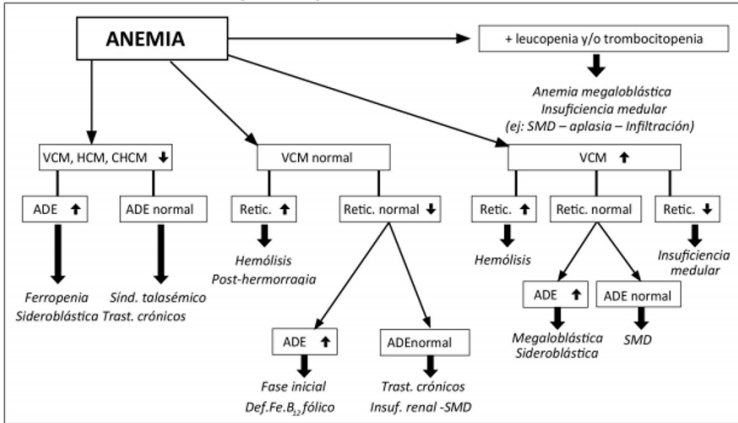 ANEMIA
+ leucopenia y/o trombocitopenia
Anemia megaloblástica
Insuficiencia medular
(ej: SMD – aplasia – Infiltración)
VCM, HCM, CHCM
VCM normal
VCM
ADE
ADE normal
Retic.
Retic. normal
Retic.
Retic. normal
Retic.
Ferropenia
Sideroblástica
Sínd. talasémico
Trast. crónicos
Hemólisis
Post-hermorragia
Hemólisis
Insuficiencia
medular
ADE
ADEnormal
ADE
ADE normal
Fase inicial
Def.Fe.B12fólico
Trast. crónicos
Insuf. renal -SMD
Megaloblástica
Sideroblástica
SMD